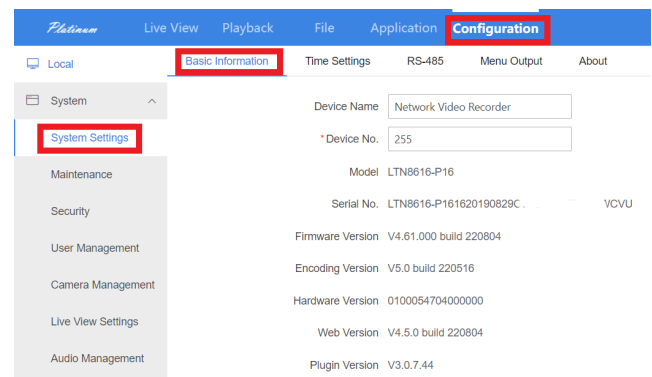 Platinum Live View Playback File Application Configuration
Local Basic Information Time Settings RS-485 Menu Output About
System
Device Name Network Video Recorder
System Settings
*Device No. 255
Maintenance
Model LTN8616-P16
Security
Serial No. LTN8616-P161620190829C VCVU
User Management
Firmware Version V4.61.000 build 220804
Encoding Version V5.0 build 220516
Camera Management
Hardware Version 0100054704000000
Live View Settings
Web Version V4.5.0 build 220804
Audio Management
Plugin Version V3.0.7.44